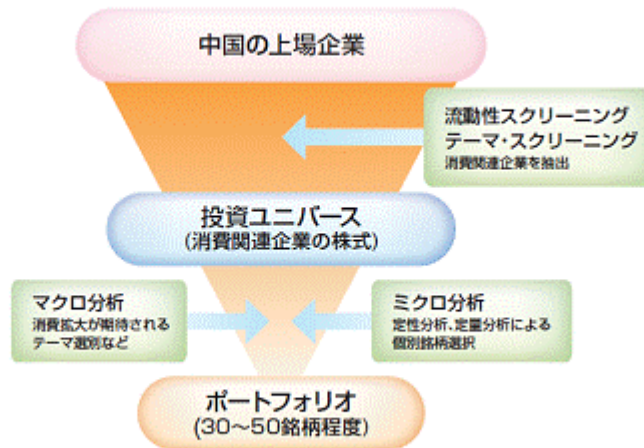 中国の上場企業
流動性スクリーニング
テーマ・スクリーニング
消費関連企業を抽出
投資ユニバース
(消費関連企業の株式)
マクロ分析
消費拡大が期待される
テーマ選別など
ミクロ分析
定性分析、定量分析による
個別銘柄選択
ポートフォリオ
(30～50銘柄程度)